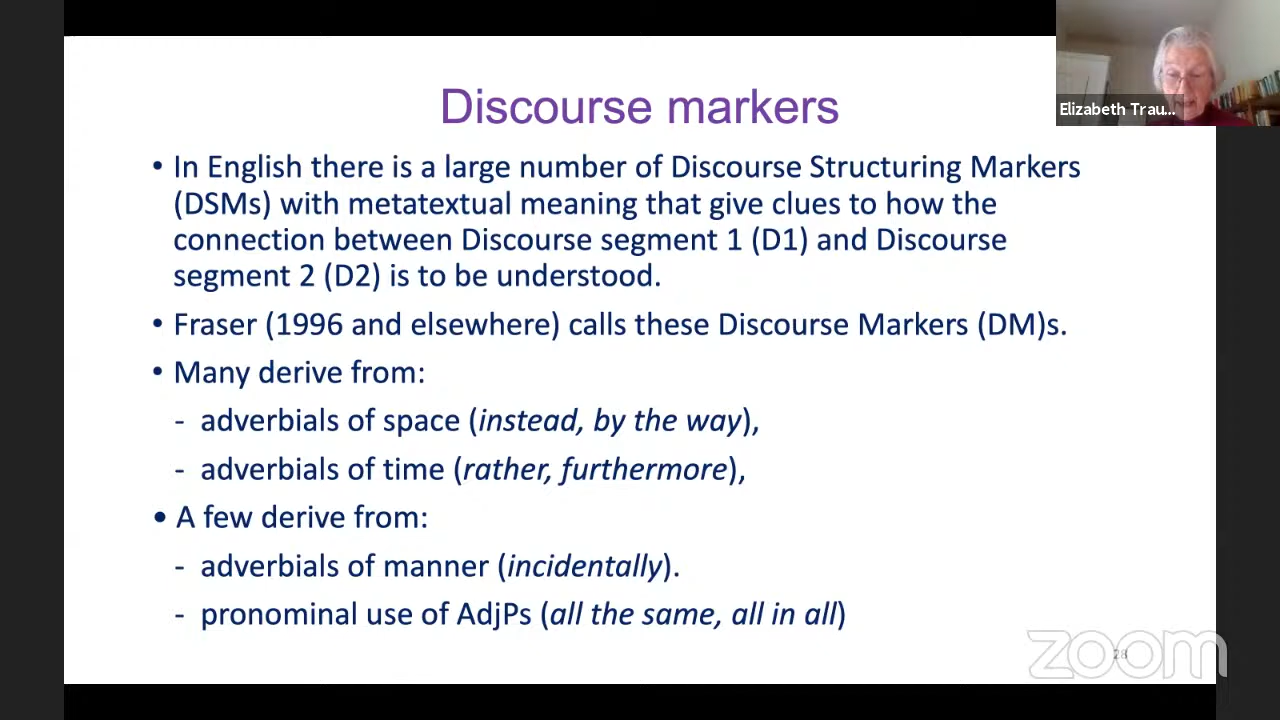 Discourse markers
• In English there is a large number of Discourse Structuring Markers
(DSMs) with metatextual meaning that give clues to how the
connection between Discourse segment 1 (D1) and Discourse
segment 2 (D2) is to be understood.
• Fraser (1996 and elsewhere) calls these Discourse Markers (DM)s.
• Many derive from:
- adverbials of space (instead, by the way),
- adverbials of time (rather, furthermore),
• A few derive from:
- adverbials of manner (incidentally).
- pronominal use of AdjPs (all the same, all in all)
Elizabeth Trau...
28
zoom